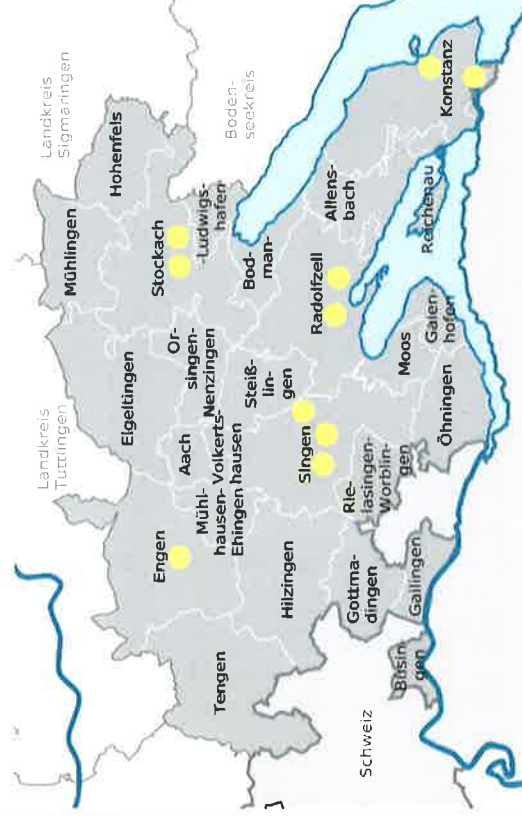 Landkreis
Sigmaringen
Landkreis
Tuttlingen
Boden-
seekreis
Mühlingen
Hohenfels
Eigeltingen
Stockach
Engen
Aach
Or-
singen-
Nenzingen
-Ludwigs-
hafen
Bod-
man-
Tengen
Mühl-
hausen-
Ehingen
Volkerts-
hausen
Steiß-
lin-
gen
Hilzingen
Singen
Radolfzell
Allens-
bach
Konstanz
Reichenau
Gottma-
dingen
Rie-
lasingen-
Worblin-
gen
Moos
Gaien-
hofen
Öhningen
Gailingen
Büsin-
gen
Schweiz